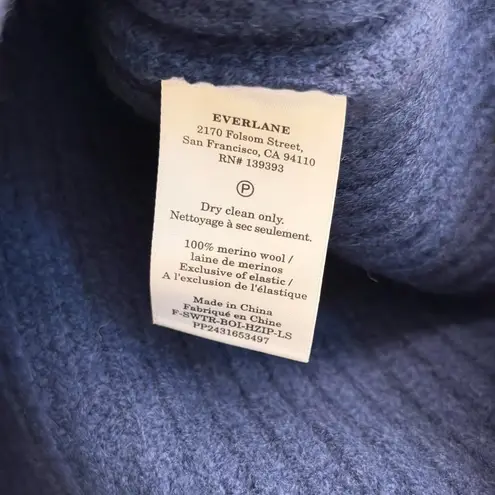 EVERLANE
2170 Folsom Street,
San Francisco, CA 94110
RN# 139393
P
Dry clean only.
Nettoyage à sec seulement.
100% merino wool /
laine de merinos
Exclusive of elastic /
A l'exclusion de l'élastique
Made in China
Fabriqué en Chine
F-SWTR-BOI-HZIP-LS
PP2431653497